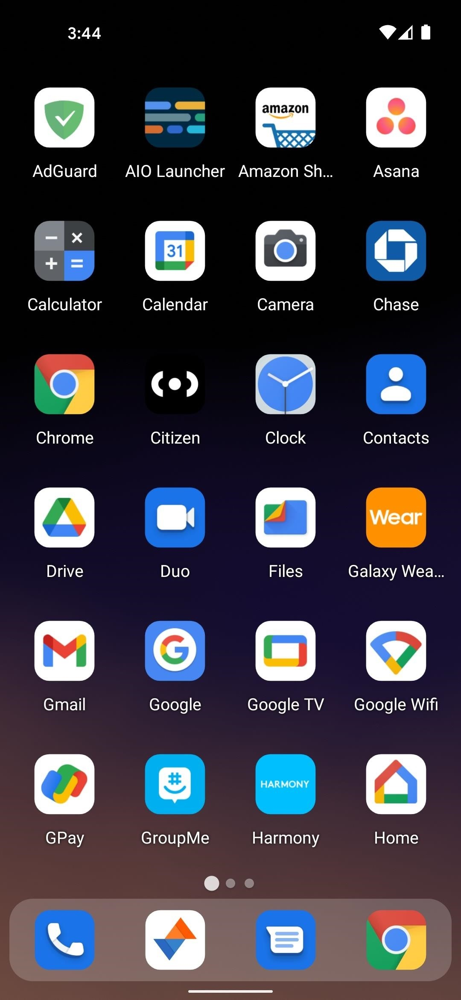 3:44
amazon
AdGuard AIO Launcher Amazon Sh... Asana
31
Calculator Calendar Camera Chase
Chrome Citizen Clock Contacts
Wear
Drive Duo Files Galaxy Wea...
Gmail Google Google TV Google Wifi
HARMONY
GPay GroupMe Harmony Home